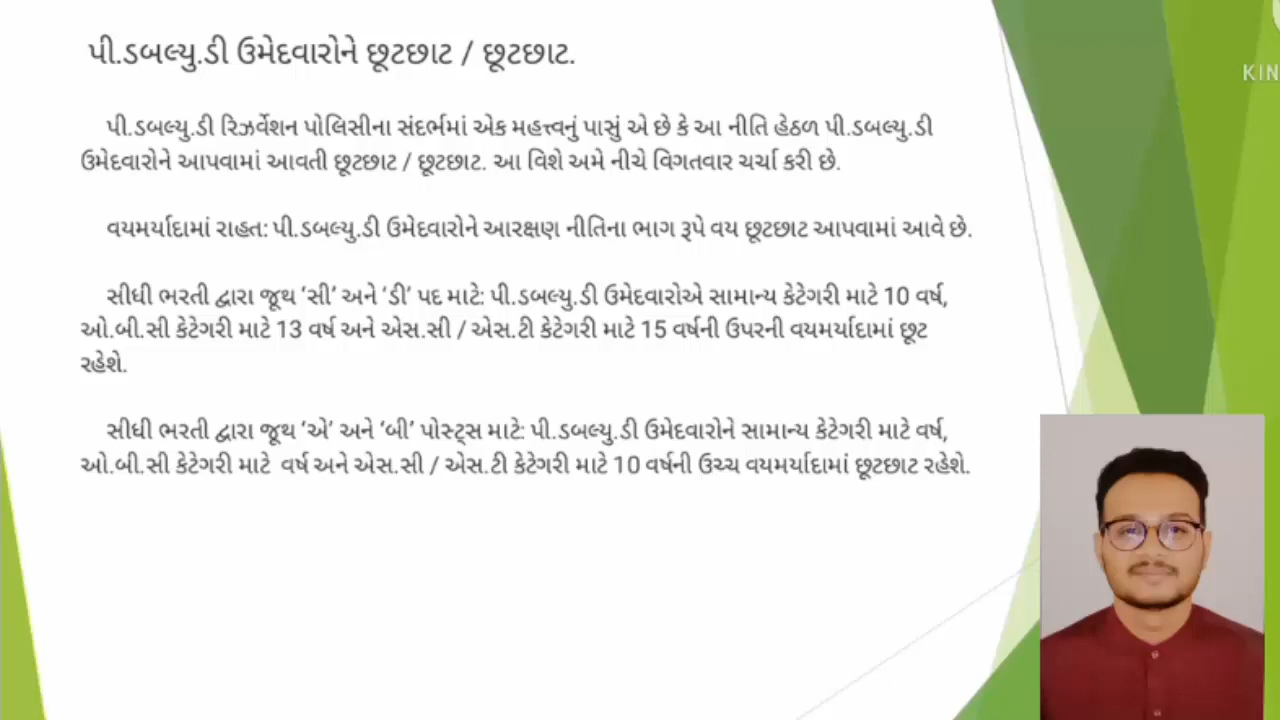 પી.ડબલ્યુ.ડી ઉમેદવારોને છૂટછાટ / છૂટછાટ.
KIN
પી.ડબલ્યુ.ડી રિઝર્વેશન પોલિસીના સંદર્ભમાં એક મહત્ત્વનું પાસું એ છે કે આ નીતિ હેઠળ પી.ડબલ્યુ.ડી
ઉમેદવારોને આપવામાં આવતી છૂટછાટ / છૂટછાટ. આ વિશે અમે નીચે વિગતવાર ચર્ચા કરી છે.
વયમર્યાદામાં રાહત: પી.ડબલ્યુ.ડી ઉમેદવારોને આરક્ષણ નીતિના ભાગ રૂપે વય છૂટછાટ આપવામાં આવે છે.
સીધી ભરતી દ્વારા જૂથ ‘સી’ અને ‘ડી’ પદ માટે: પી.ડબલ્યુ.ડી ઉમેદવારોએ સામાન્ય કેટેગરી માટે 10 વર્ષ,
ઓ.બી.સી કેટેગરી માટે 13 વર્ષ અને એસ.સી / એસ.ટી કેટેગરી માટે 15 વર્ષની ઉપરની વયમર્યાદામાં છૂટ
રહેશે.
સીધી ભરતી દ્વારા જૂથ ‘એ’ અને ‘બી’ પોસ્ટ્સ માટે: પી.ડબલ્યુ.ડી ઉમેદવારોને સામાન્ય કેટેગરી માટે વર્ષ,
ઓ.બી.સી કેટેગરી માટે વર્ષ અને એસ.સી / એસ.ટી કેટેગરી માટે 10 વર્ષની ઉચ્ચ વયમર્યાદામાં છૂટછાટ રહેશે.